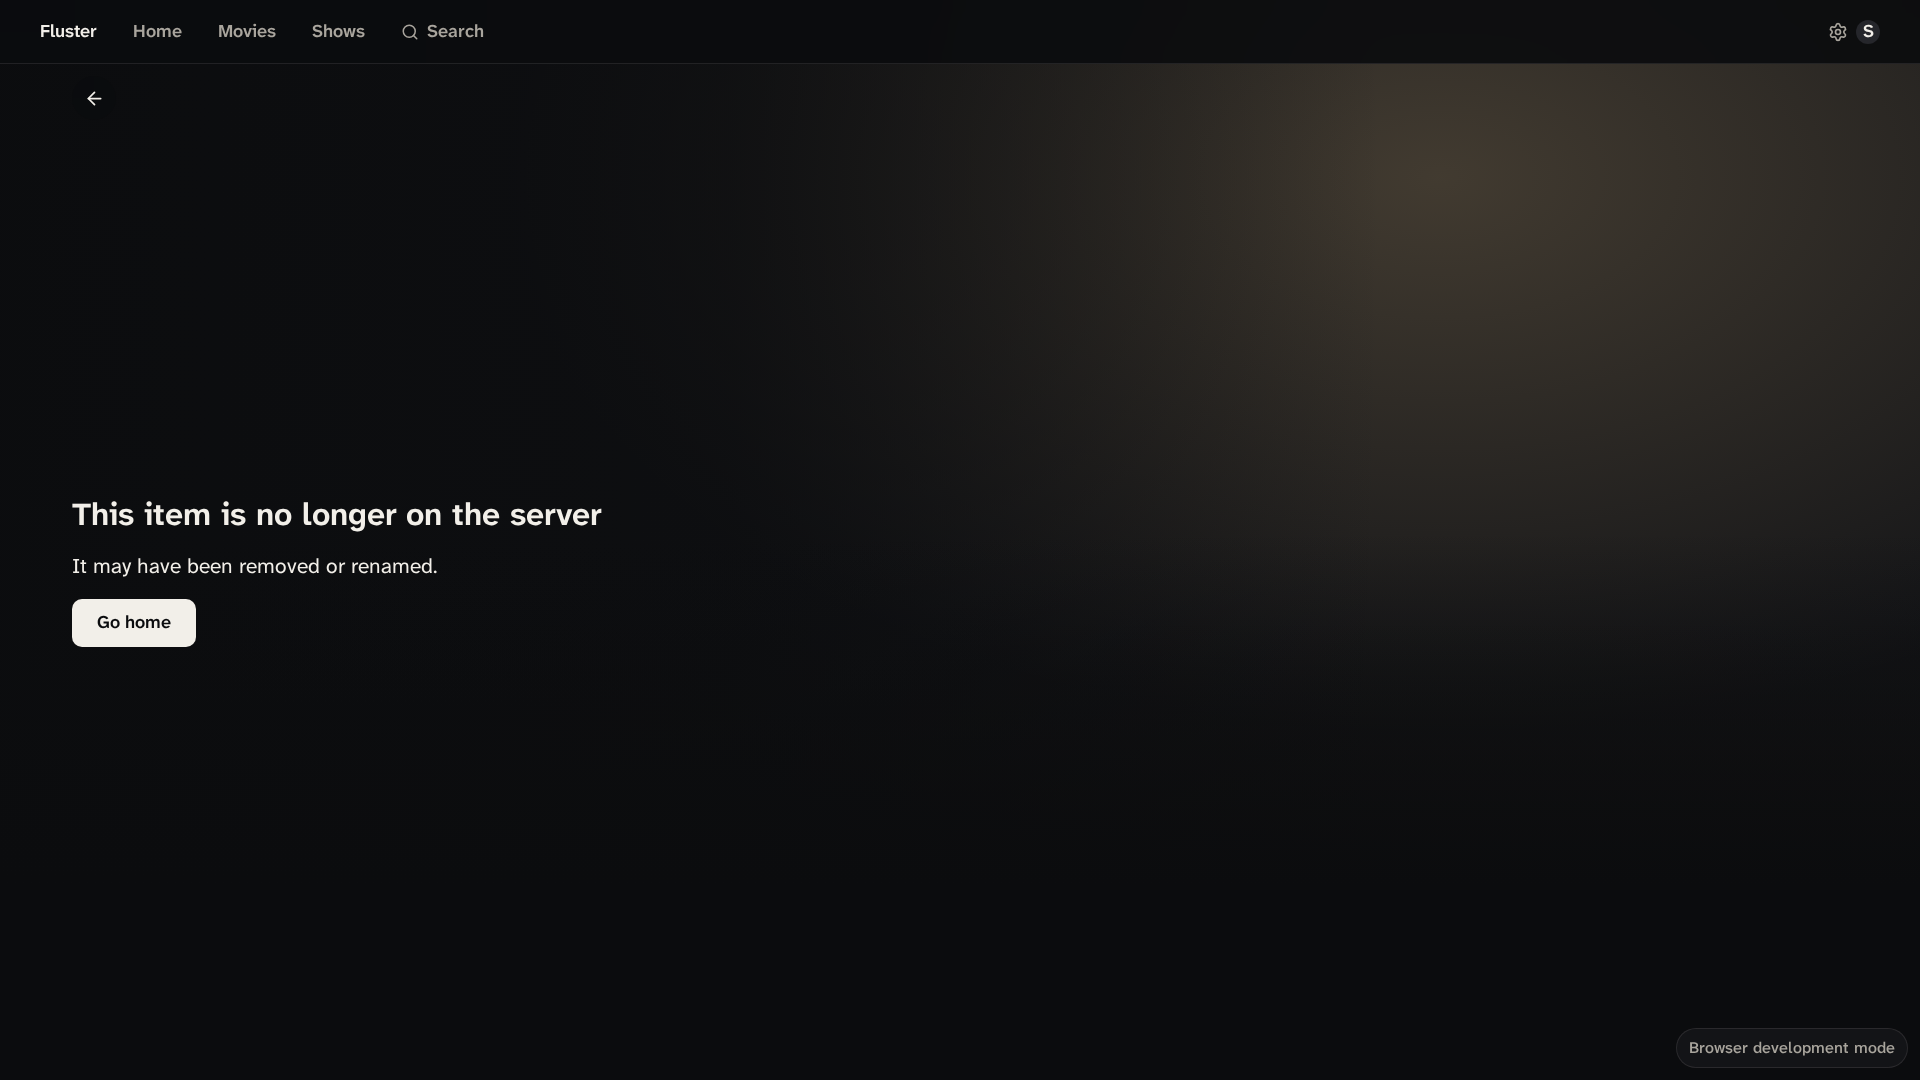 Fluster Home Movies Shows Search S
This item is no longer on the server
It may have been removed or renamed.
Go home
Browser development mode